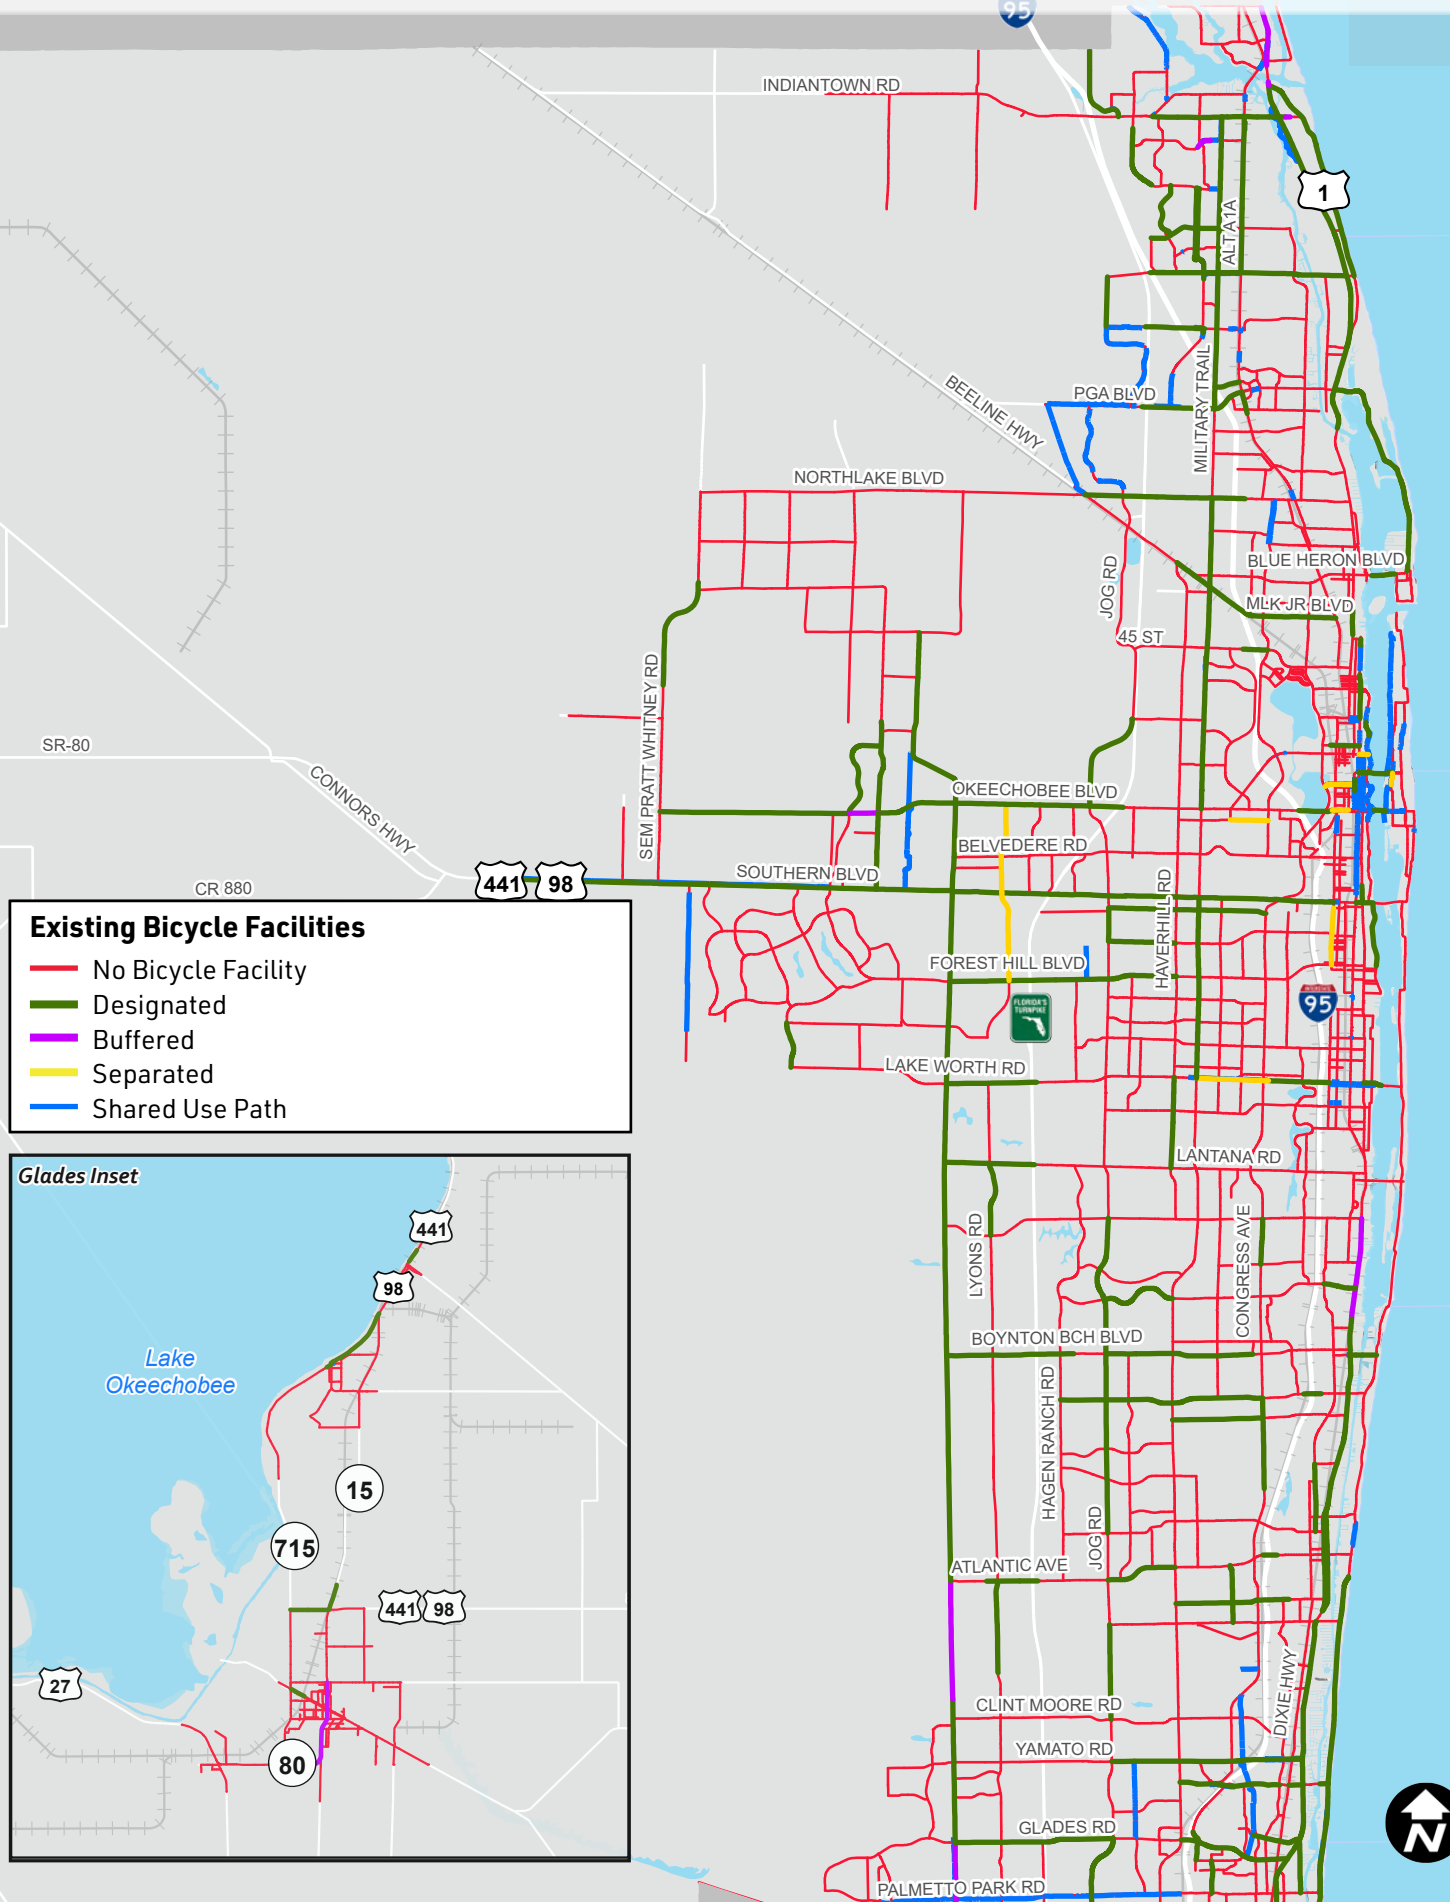 95
INDIANTOWN RD
1
ALT A1A
MILITARY TRAIL
BEELINE HWY
PGA BLVD
NORTHLAKE BLVD
JOG RD
BLUE HERON BLVD
MLK JR BLVD
45 ST
SEM PRATT WHITNEY RD
SR-80
CONNORS HWY
OKEECHOBEE BLVD
BELVEDERE RD
SOUTHERN BLVD
441
98
CR 880
HAVERHILL RD
FOREST HILL BLVD
FLORIDA'S
TURNPIKE
INTERSTATE
95
LAKE WORTH RD
LANTANA RD
LYONS RD
CONGRESS AVE
BOYNTON BCH BLVD
HAGEN RANCH RD
JOG RD
ATLANTIC AVE
CLINT MOORE RD
DIXIE HWY
YAMATO RD
GLADES RD
PALMETTO PARK RD
N
Existing Bicycle Facilities
No Bicycle Facility
Designated
Buffered
Separated
Shared Use Path
Glades Inset
441
98
Lake
Okeechobee
15
715
441
98
27
80